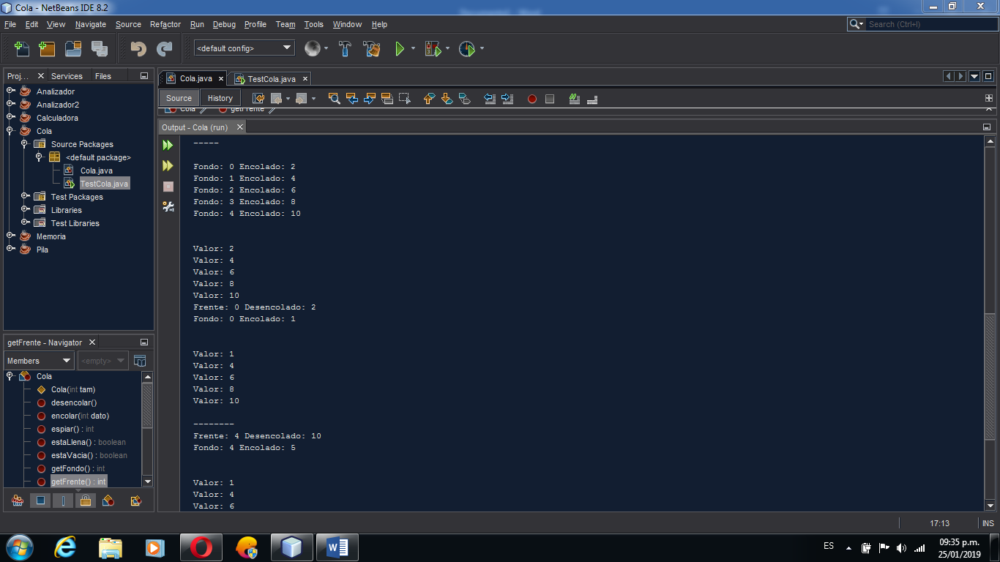 Cola - NetBeans IDE 8.2
File Edit View Navigate Source Refactor Run Debug Profile Team Tools Window Help
Search (Ctrl+I)
<default config>
Proj... Services Files
Analizador
Analizador2
Calculadora
Cola
Source Packages
<default package>
Cola.java
TestCola.java
Test Packages
Libraries
Test Libraries
Memoria
Pila
getFrente - Navigator
Members <empty>
Cola
Cola(int tam)
desencolar()
encolar(int dato)
espiar() : int
estaLlena() : boolean
estaVacia() : boolean
getFondo() : int
getFrente() : int
Cola.java TestCola.java
Source History
Cola getFrente
Output - Cola (run)
-----
Fondo: 0 Encolado: 2
Fondo: 1 Encolado: 4
Fondo: 2 Encolado: 6
Fondo: 3 Encolado: 8
Fondo: 4 Encolado: 10
Valor: 2
Valor: 4
Valor: 6
Valor: 8
Valor: 10
Frente: 0 Desencolado: 2
Fondo: 0 Encolado: 1
Valor: 1
Valor: 4
Valor: 6
Valor: 8
Valor: 10
--------
Frente: 4 Desencolado: 10
Fondo: 4 Encolado: 5
Valor: 1
Valor: 4
Valor: 6
17:13 INS
ES
09:35 p.m.
25/01/2019